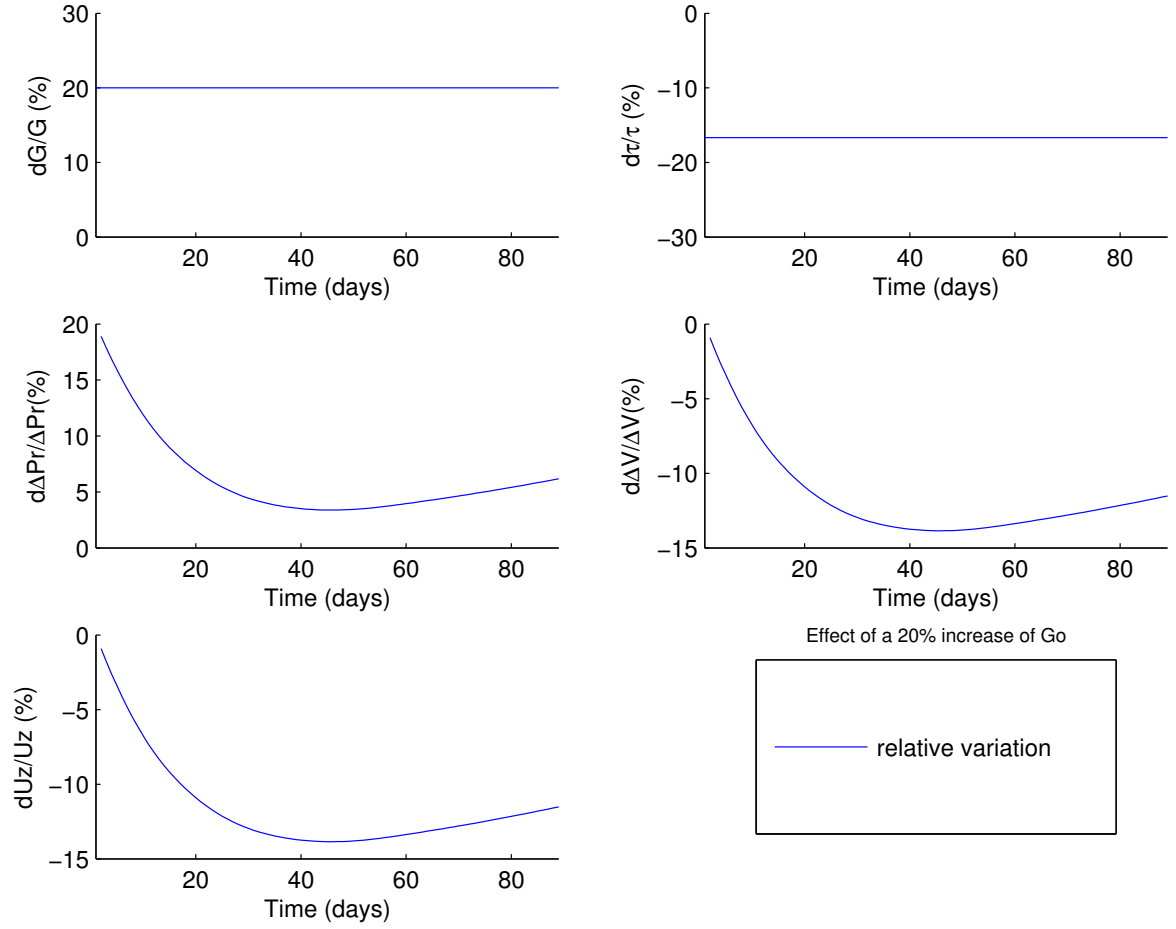 30
20
10
0
dG/G (%)
20 40 60 80
Time (days)
0
−10
−20
−30
dτ/τ (%)
20 40 60 80
Time (days)
20
15
10
5
0
dΔPr/ΔPr(%)
20 40 60 80
Time (days)
0
−5
−10
−15
dΔV/ΔV(%)
20 40 60 80
Time (days)
0
−5
−10
−15
dUz/Uz (%)
20 40 60 80
Time (days)
Effect of a 20% increase of Go
relative variation